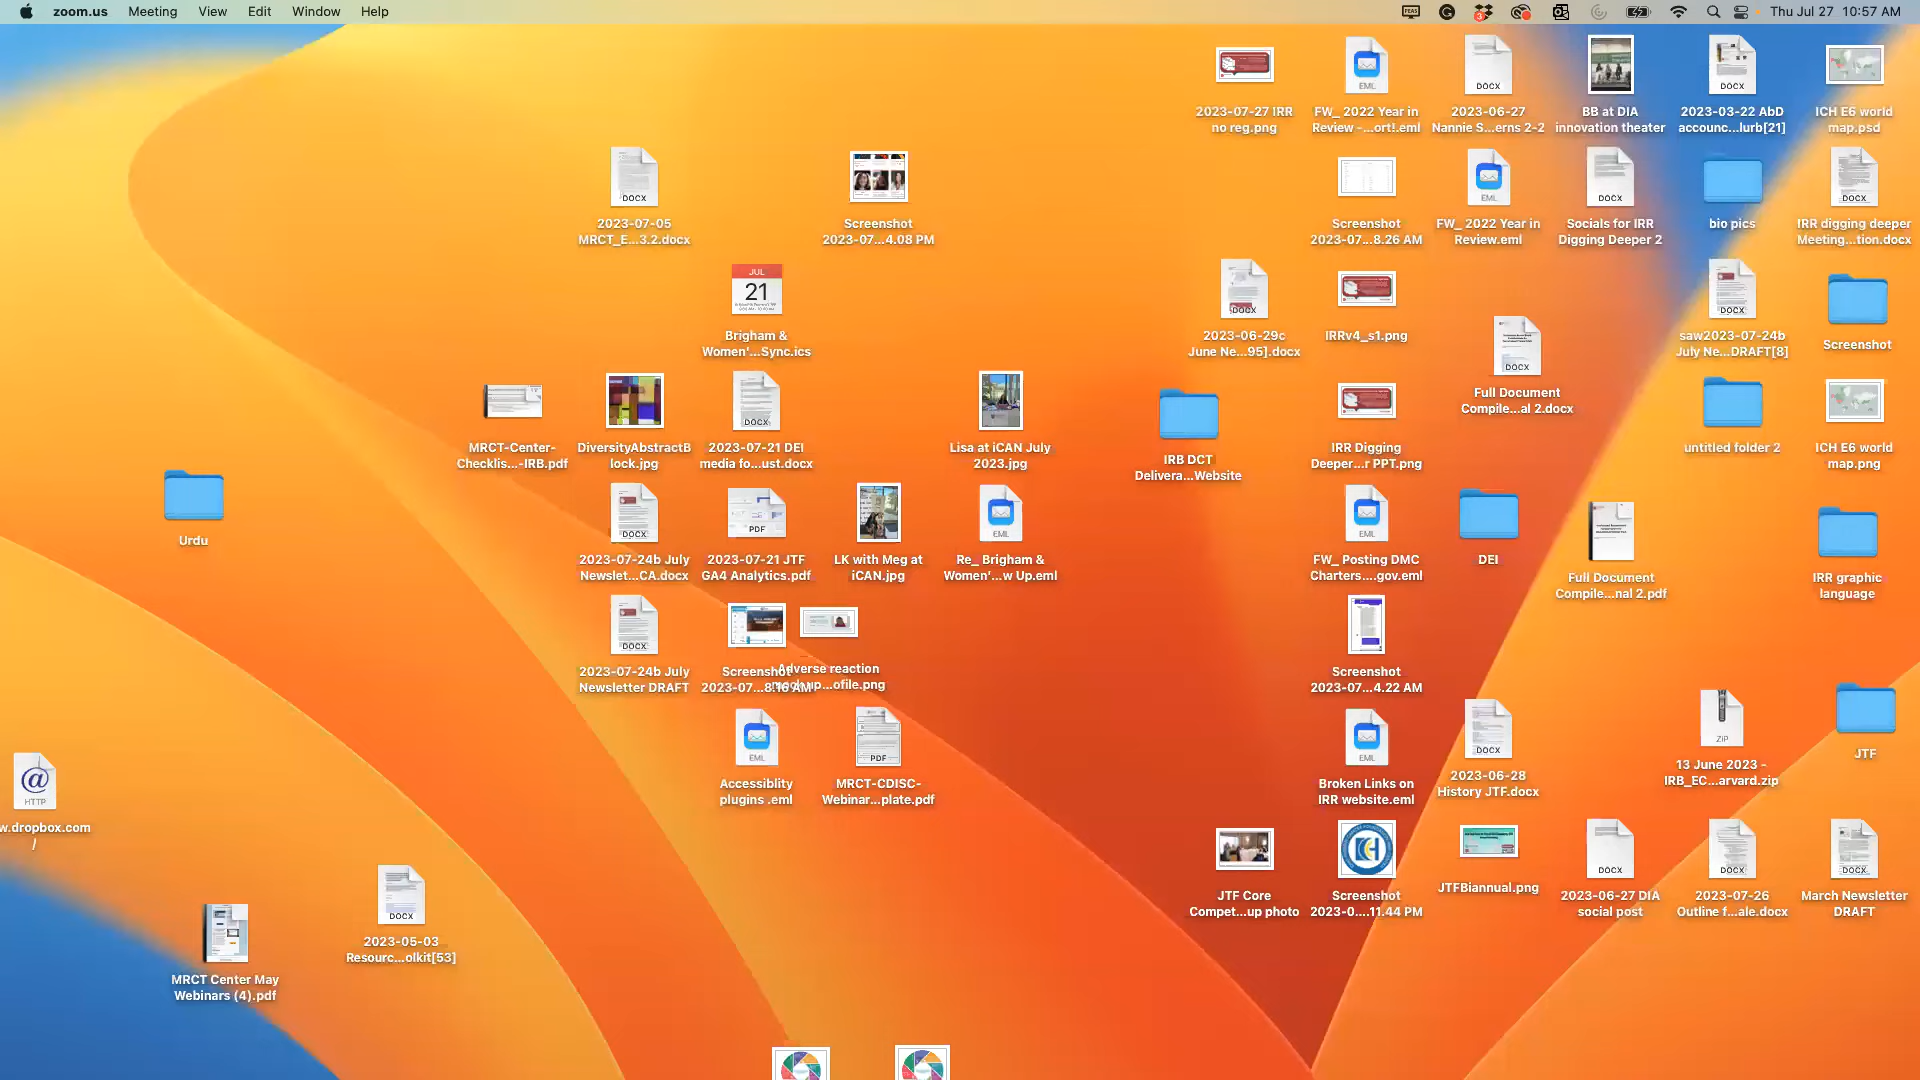 zoom.us Meeting View Edit Window Help
Thu Jul 27 10:57 AM
2023-07-27 IRR
no reg.png
FW_ 2022 Year in
Review -...ort!.eml
2023-06-27
Nannie S...erns 2-2
BB at DIA
innovation theater
2023-03-22 AbD
accounc...lurb[21]
ICH E6 world
map.psd
2023-07-05
MRCT_E...3.2.docx
Screenshot
2023-07...4.08 PM
Screenshot
2023-07...8.26 AM
FW_ 2022 Year in
Review.eml
Socials for IRR
Digging Deeper 2
bio pics
IRR digging deeper
Meeting...tion.docx
JUL
21
Brigham &
Women'...Sync.ics
2023-06-29c
June Ne...95].docx
IRRv4_s1.png
Full Document
Compile...al 2.docx
saw2023-07-24b
July Ne...DRAFT[8]
Screenshot
MRCT-Center-
Checklis...-IRB.pdf
DiversityAbstractB
lock.jpg
2023-07-21 DEI
media fo...ust.docx
Lisa at iCAN July
2023.jpg
IRB DCT
Delivera...Website
IRR Digging
Deeper...r PPT.png
untitled folder 2
ICH E6 world
map.png
Urdu
2023-07-24b July
Newslet...CA.docx
2023-07-21 JTF
GA4 Analytics.pdf
LK with Meg at
iCAN.jpg
Re_ Brigham &
Women'...w Up.eml
FW_ Posting DMC
Charters....gov.eml
DEI
Full Document
Compile...nal 2.pdf
IRR graphic
language
2023-07-24b July
Newsletter DRAFT
Screenshot
2023-07...8.16 AM
Adverse reaction
mockup...ofile.png
Screenshot
2023-07...4.22 AM
Accessiblity
plugins .eml
MRCT-CDISC-
Webinar...plate.pdf
Broken Links on
IRR website.eml
2023-06-28
History JTF.docx
13 June 2023 -
IRB_EC...arvard.zip
JTF
@
HTTP
w.dropbox.com
/
JTF Core
Compet...up photo
Screenshot
2023-0....11.44 PM
JTFBiannual.png
2023-06-27 DIA
social post
2023-07-26
Outline f...ale.docx
March Newsletter
DRAFT
2023-05-03
Resourc...olkit[53]
MRCT Center May
Webinars (4).pdf